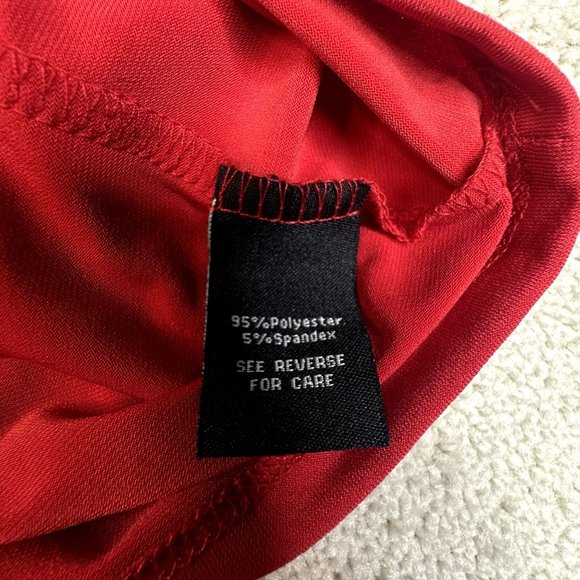 95%Polyester
5%Spandex
SEE REVERSE
FOR CARE